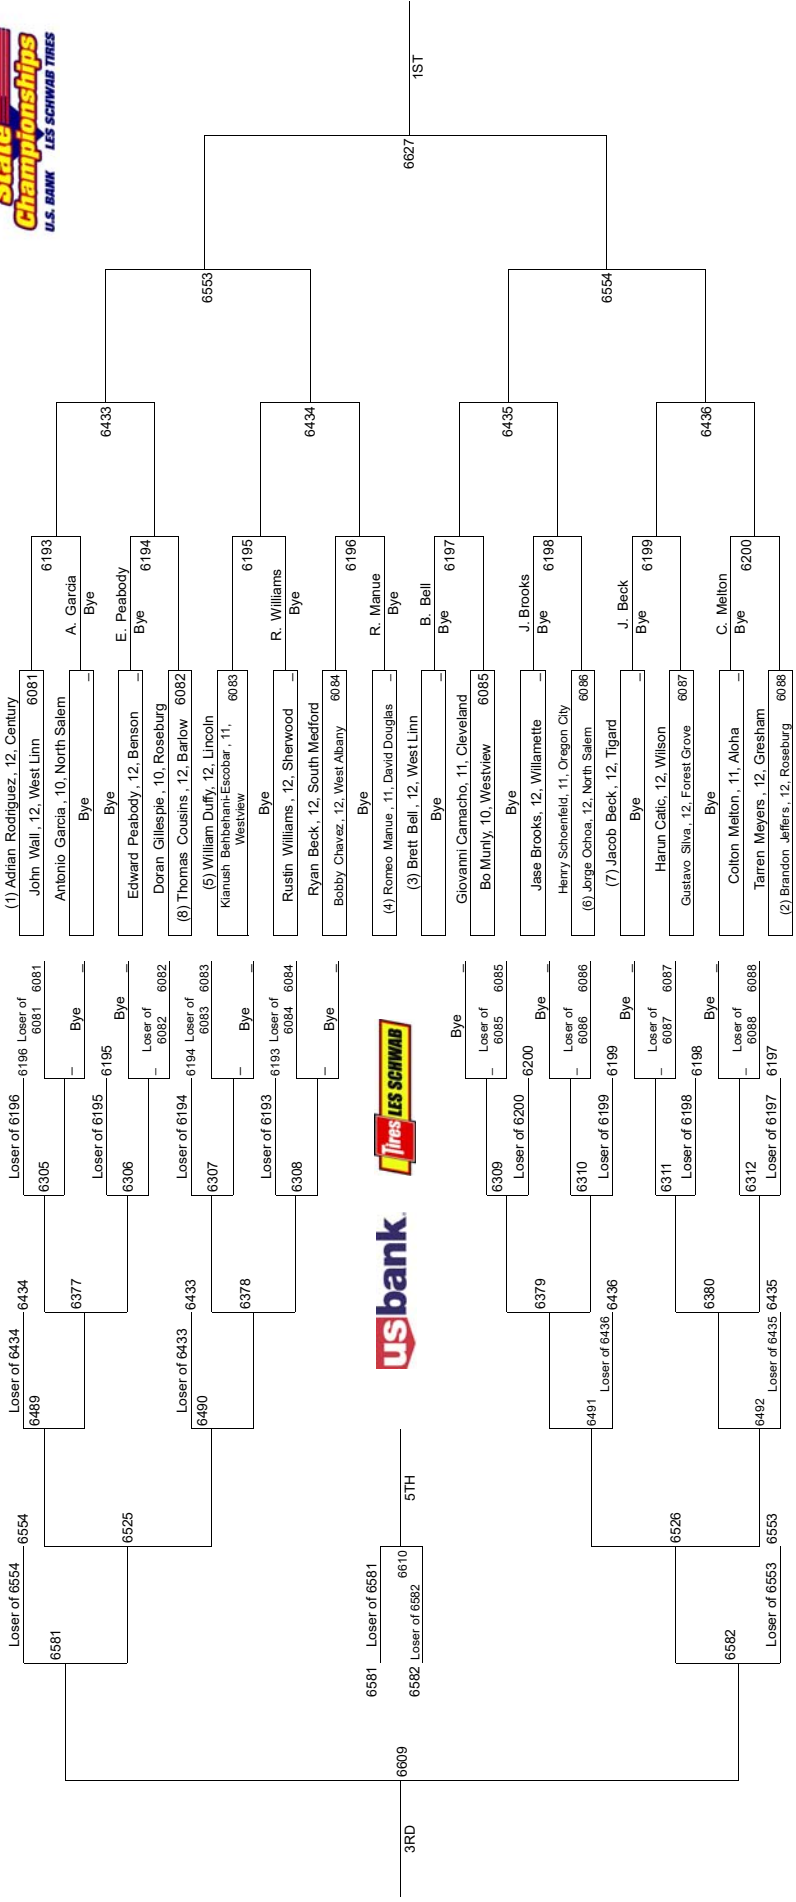 State
Championships
U.S. BANK LES SCHWAB TIRES
1ST
6627
6553
6554
6433
6434
6435
6436
6193
A. Garcia
Bye
E. Peabody
Bye
6194
6195
R. Williams
Bye
6196
R. Manue
Bye
B. Bell
Bye
6197
J. Brooks
Bye
6198
J. Beck
Bye
6199
C. Melton
Bye
6200
(1) Adrian Rodriguez , 12, Century
John Wall , 12, West Linn 6081
Antonio Garcia , 10, North Salem
Bye –
Bye
Edward Peabody, 12, Benson –
Doran Gillespie , 10, Roseburg
(8) Thomas Cousins , 12, Barlow 6082
(5) William Duffy, 12, Lincoln
Kianush Behbehani-Escobar , 11,
Westview
6083
Bye
Rustin Williams , 12, Sherwood –
Ryan Beck , 12, South Medford
Bobby Chavez , 12, West Albany 6084
Bye
(4) Romeo Manue , 11, David Douglas –
(3) Brett Bell , 12, West Linn
Bye –
Giovanni Camacho, 11, Cleveland
Bo Munly, 10, Westview 6085
Bye
Jase Brooks, 12, Willamette –
Henry Schoenfeld , 11, Oregon City
(6) Jorge Ochoa, 12, North Salem 6086
(7) Jacob Beck , 12, Tigard
Bye –
Harun Catic, 12, Wilson
Gustavo Silva , 12, Forest Grove 6087
Bye
Colton Melton , 11, Aloha –
Tarren Meyers , 12, Gresham
(2) Brandon Jeffers , 12, Roseburg 6088
Loser of 6196 6196
Loser of
6081 6081
Bye –
–
6305
Loser of 6195 6195
Bye –
Loser of
6082 6082
–
6306
Loser of 6194 6194
Loser of
6083 6083
Bye –
–
6307
Loser of 6193 6193
Loser of
6084 6084
Bye –
–
6308
Bye –
Loser of
6085 6085
–
6309
Loser of 6200 6200
Bye –
Loser of
6086 6086
–
6310
Loser of 6199 6199
Bye –
Loser of
6087 6087
–
6311
Loser of 6198 6198
Bye –
Loser of
6088 6088
–
6312
Loser of 6197 6197
Tires LES SCHWAB
usbank
Loser of 6434 6434
6377
6489
Loser of 6433 6433
6378
6490
6379
Loser of 6436 6436
6491
6380
Loser of 6435 6435
6492
Loser of 6554 6554
6525
6581
6526
Loser of 6553 6553
6582
5TH
6581 Loser of 6581
6610
6582 Loser of 6582
6609
3RD